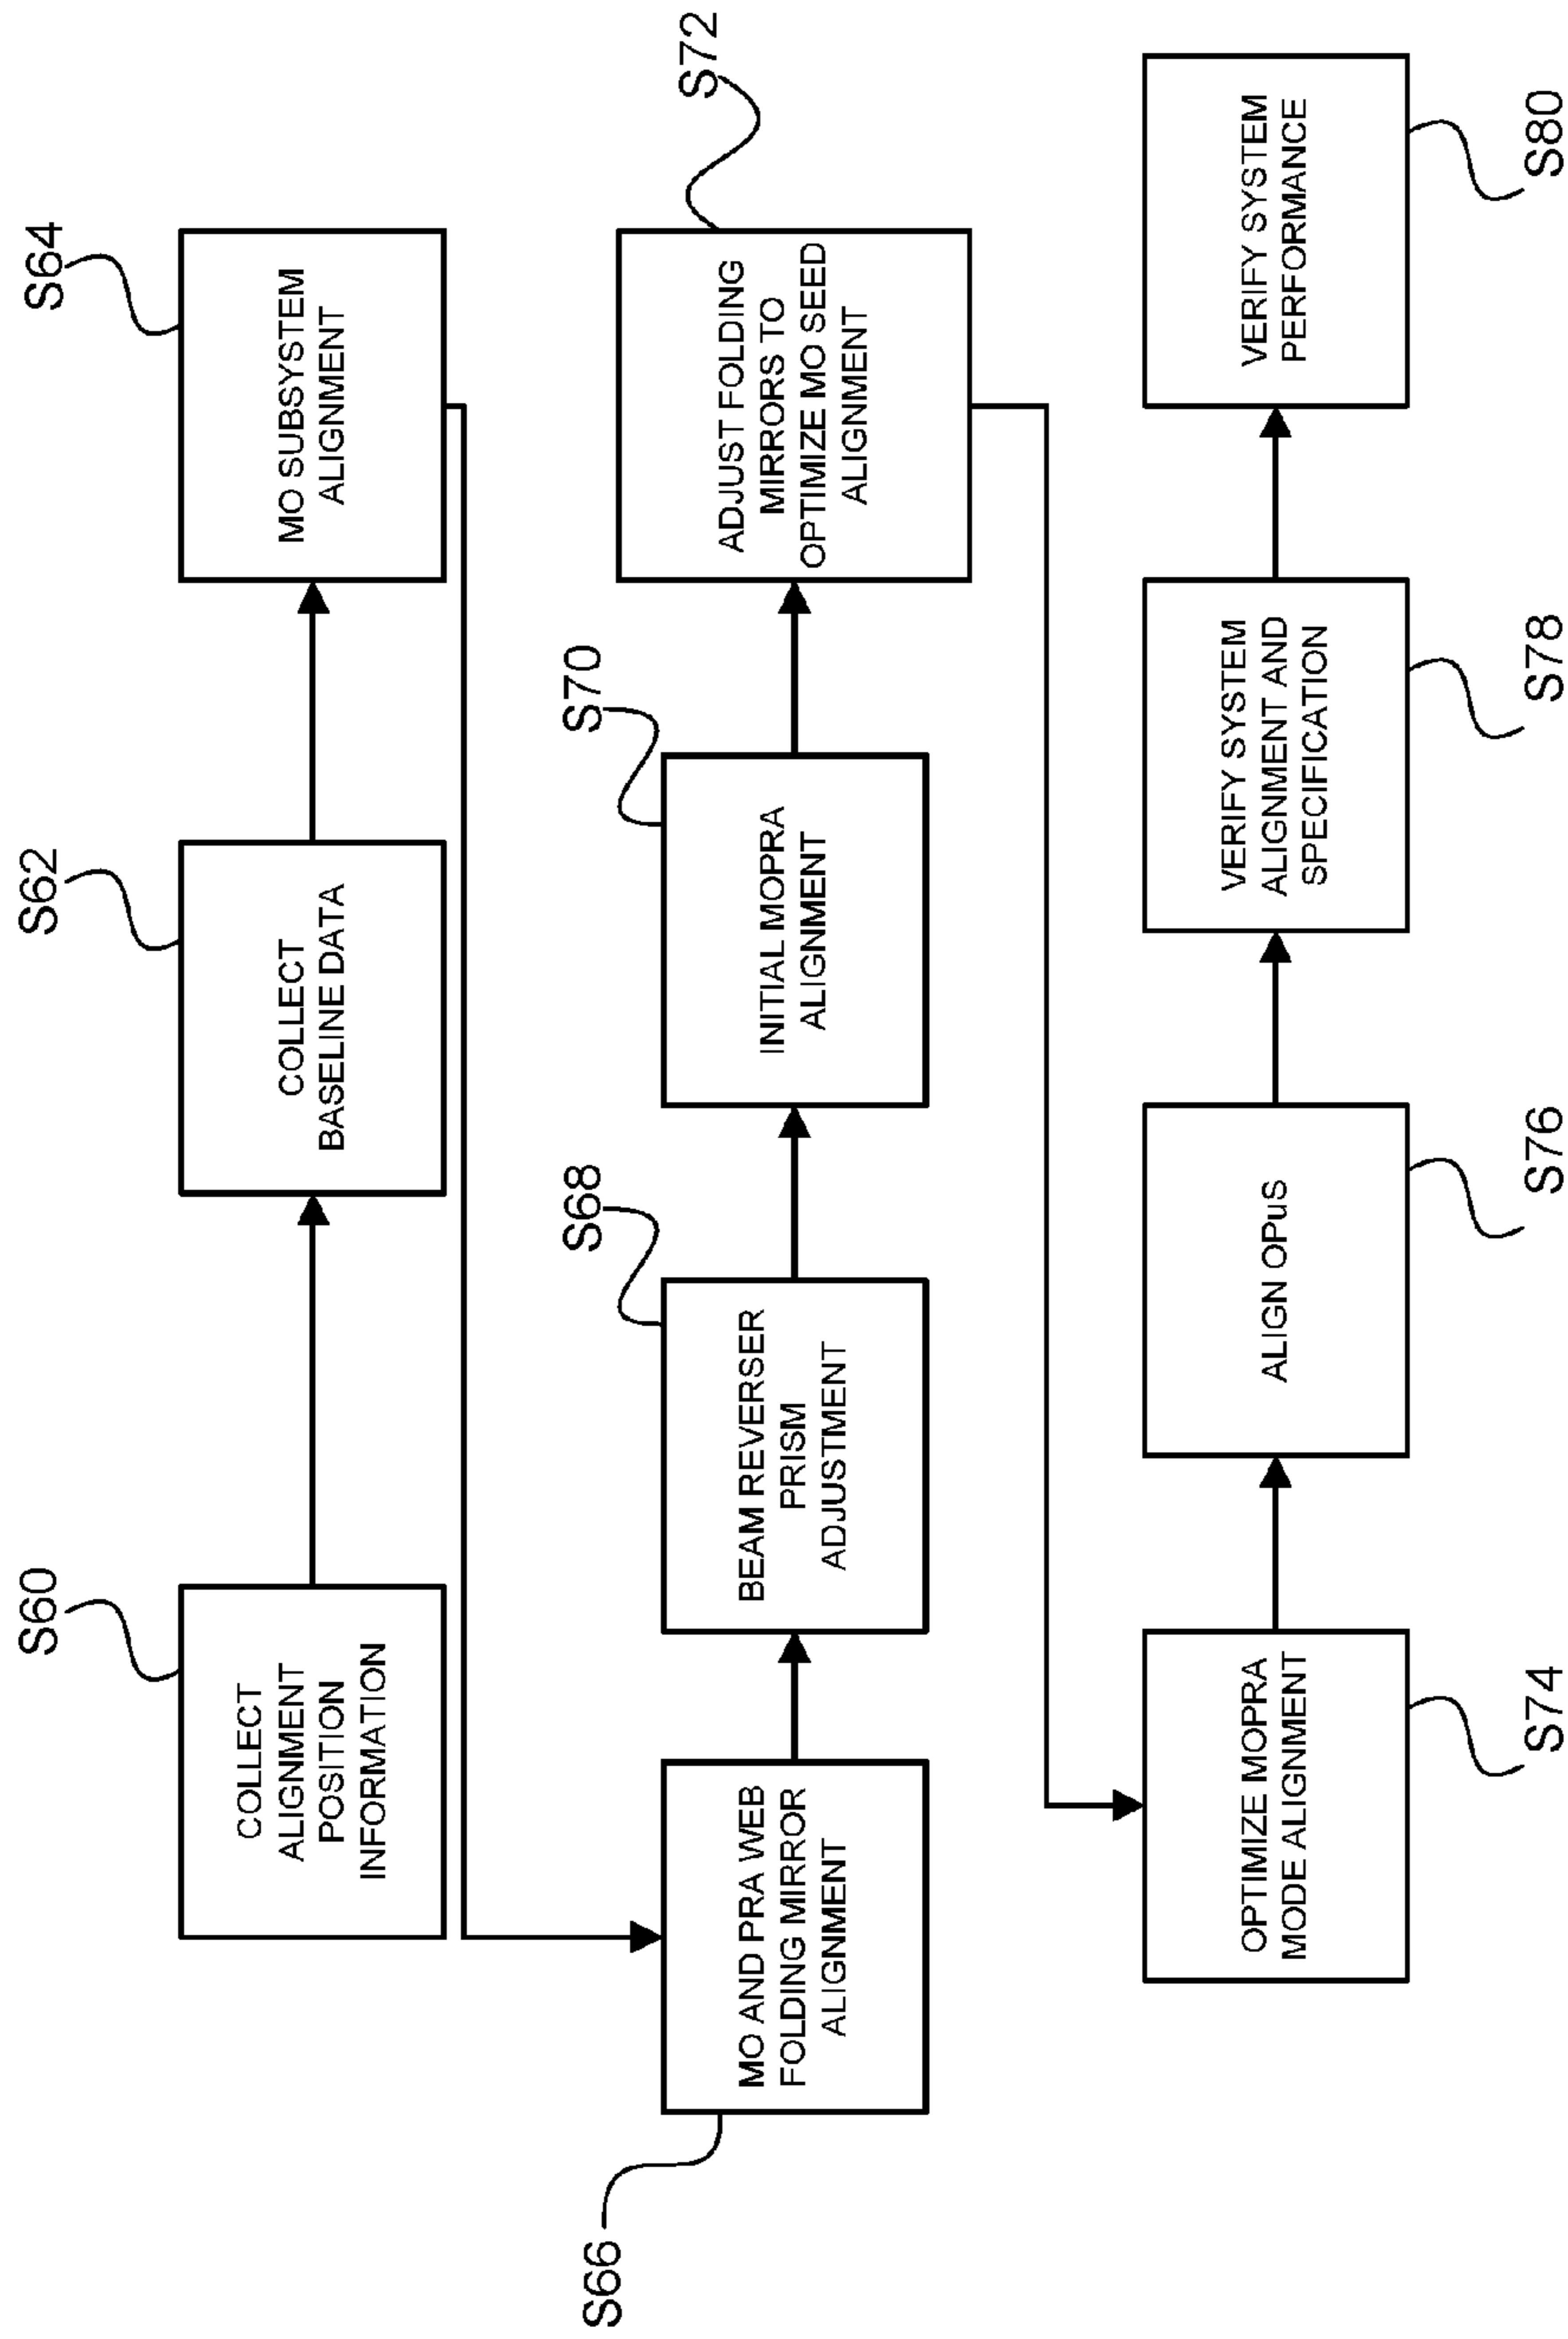 S60
COLLECT
ALIGNMENT
POSITION
INFORMATION
S62
COLLECT
BASELINE DATA
S64
MO SUBSYSTEM
ALIGNMENT
S66
MO AND PRA WEB
FOLDING MIRROR
ALIGNMENT
S68
BEAM REVERSER
PRISM
ADJUSTMENT
S70
INITIAL MOPRA
ALIGNMENT
S72
ADJUST FOLDING
MIRRORS TO
OPTIMIZE MO SEED
ALIGNMENT
OPTIMIZE MOPRA
MODE ALIGNMENT
S74
ALIGN OPuS
S76
VERIFY SYSTEM
ALIGNMENT AND
SPECIFICATION
S78
VERIFY SYSTEM
PERFORMANCE
S80